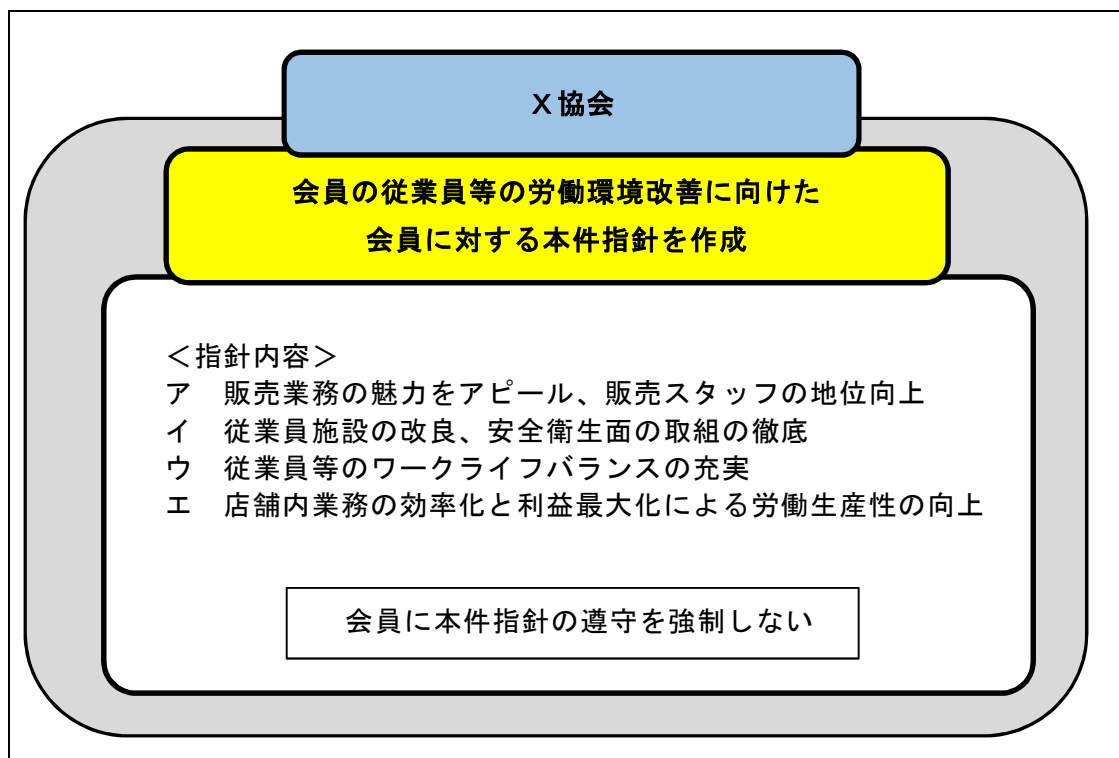 X協会
会員の従業員等の労働環境改善に向けた
会員に対する本件指針を作成
<指針内容>
ア 販売業務の魅力をアピール、販売スタッフの地位向上
イ 従業員施設の改良、安全衛生面の取組の徹底
ウ 従業員等のワークライフバランスの充実
エ 店舗内業務の効率化と利益最大化による労働生産性の向上
会員に本件指針の遵守を強制しない